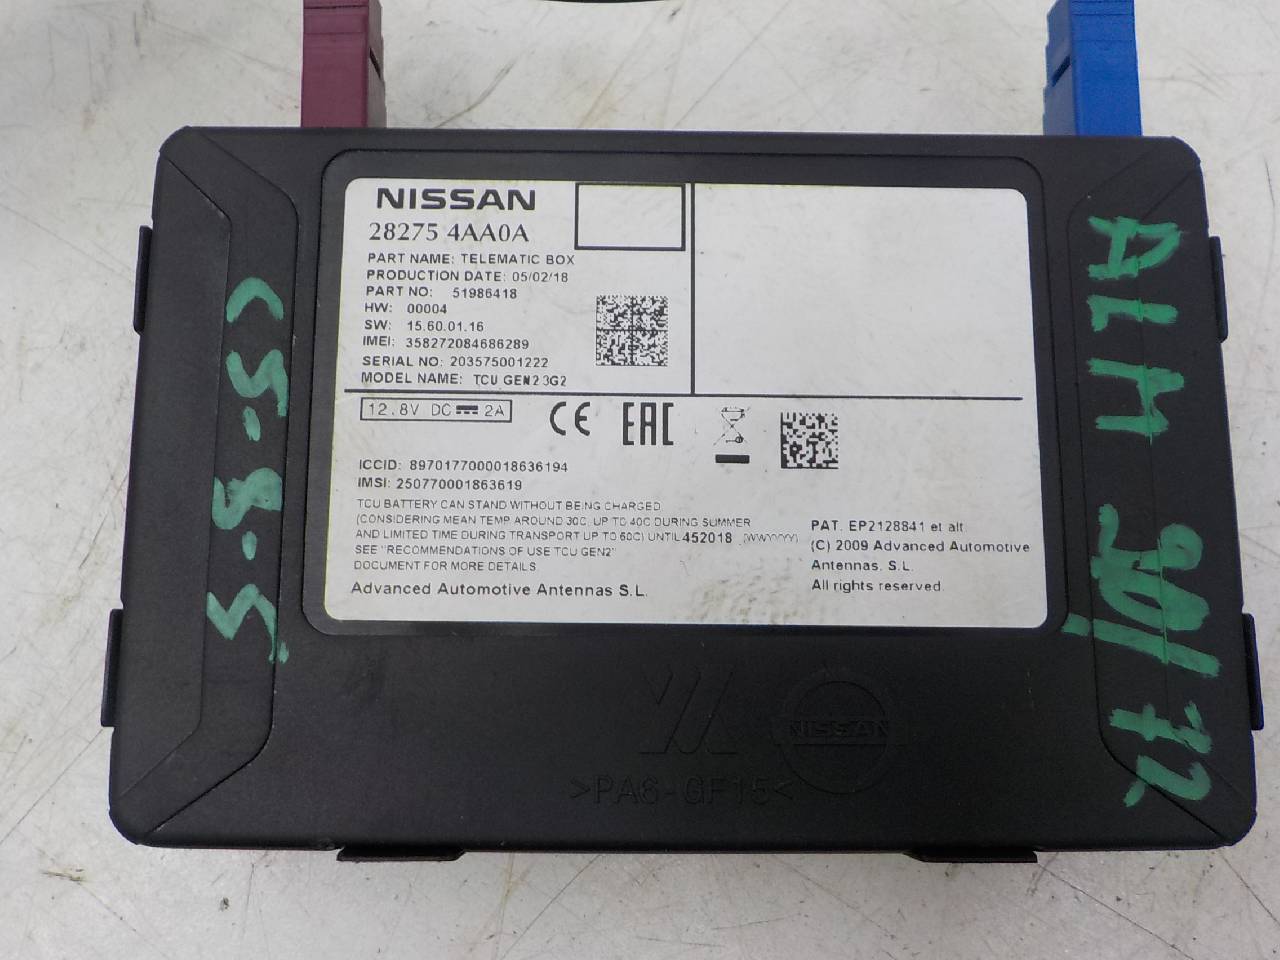 NISSAN
28275 4AA0A
PART NAME: TELEMATIC BOX
PRODUCTION DATE: 05/02/18
PART NO: 51986418
HW: 00004
SW: 15.60.01.16
IMEI: 358272084686289
SERIAL NO: 203575001222
MODEL NAME: TCU GEN2 3G2
12.8V DC 2A
CE EAC
ICCID: 8970177000018636194
IMSI: 250770001863619
TCU BATTERY CAN STAND WITHOUT BEING CHARGED
(CONSIDERING MEAN TEMP AROUND 30C, UP TO 40C DURING SUMMER
AND LIMITED TIME DURING TRANSPORT UP TO 60C) UNTIL 452018 (WWYYYY)
SEE "RECOMMENDATIONS OF USE TCU GEN2"
DOCUMENT FOR MORE DETAILS
Advanced Automotive Antennas S.L.
PAT. EP2128841 et alt
(C) 2009 Advanced Automotive
Antennas, S.L.
All rights reserved.
NISSAN
>PA6-GF15<